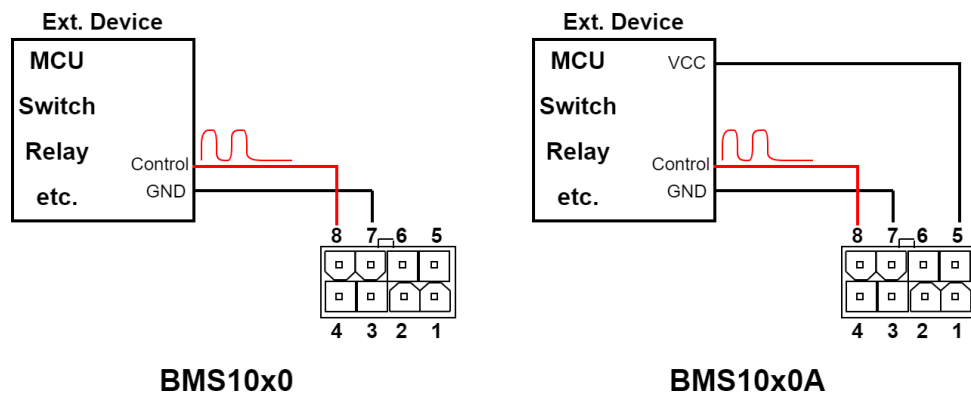 Ext. Device
MCU
Switch
Relay
etc.
Control
GND
8 7 6 5
4 3 2 1
BMS10x0
Ext. Device
MCU
VCC
Switch
Relay
etc.
Control
GND
8 7 6 5
4 3 2 1
BMS10x0A